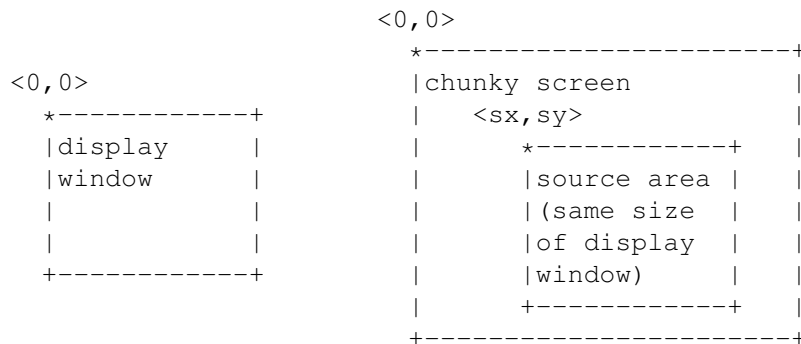 <0,0>
                                    *-----------------------+
<0,0>                               |chunky screen          |
  *------------+                    |   <sx,sy>             |
  |display     |                    |      *------------+   |
  |window      |                    |      |source area |   |
  |            |                    |      |(same size  |   |
  |            |                    |      |of display  |   |
  +------------+                    |      |window)     |   |
                                    |      +------------+   |
                                    +-----------------------+